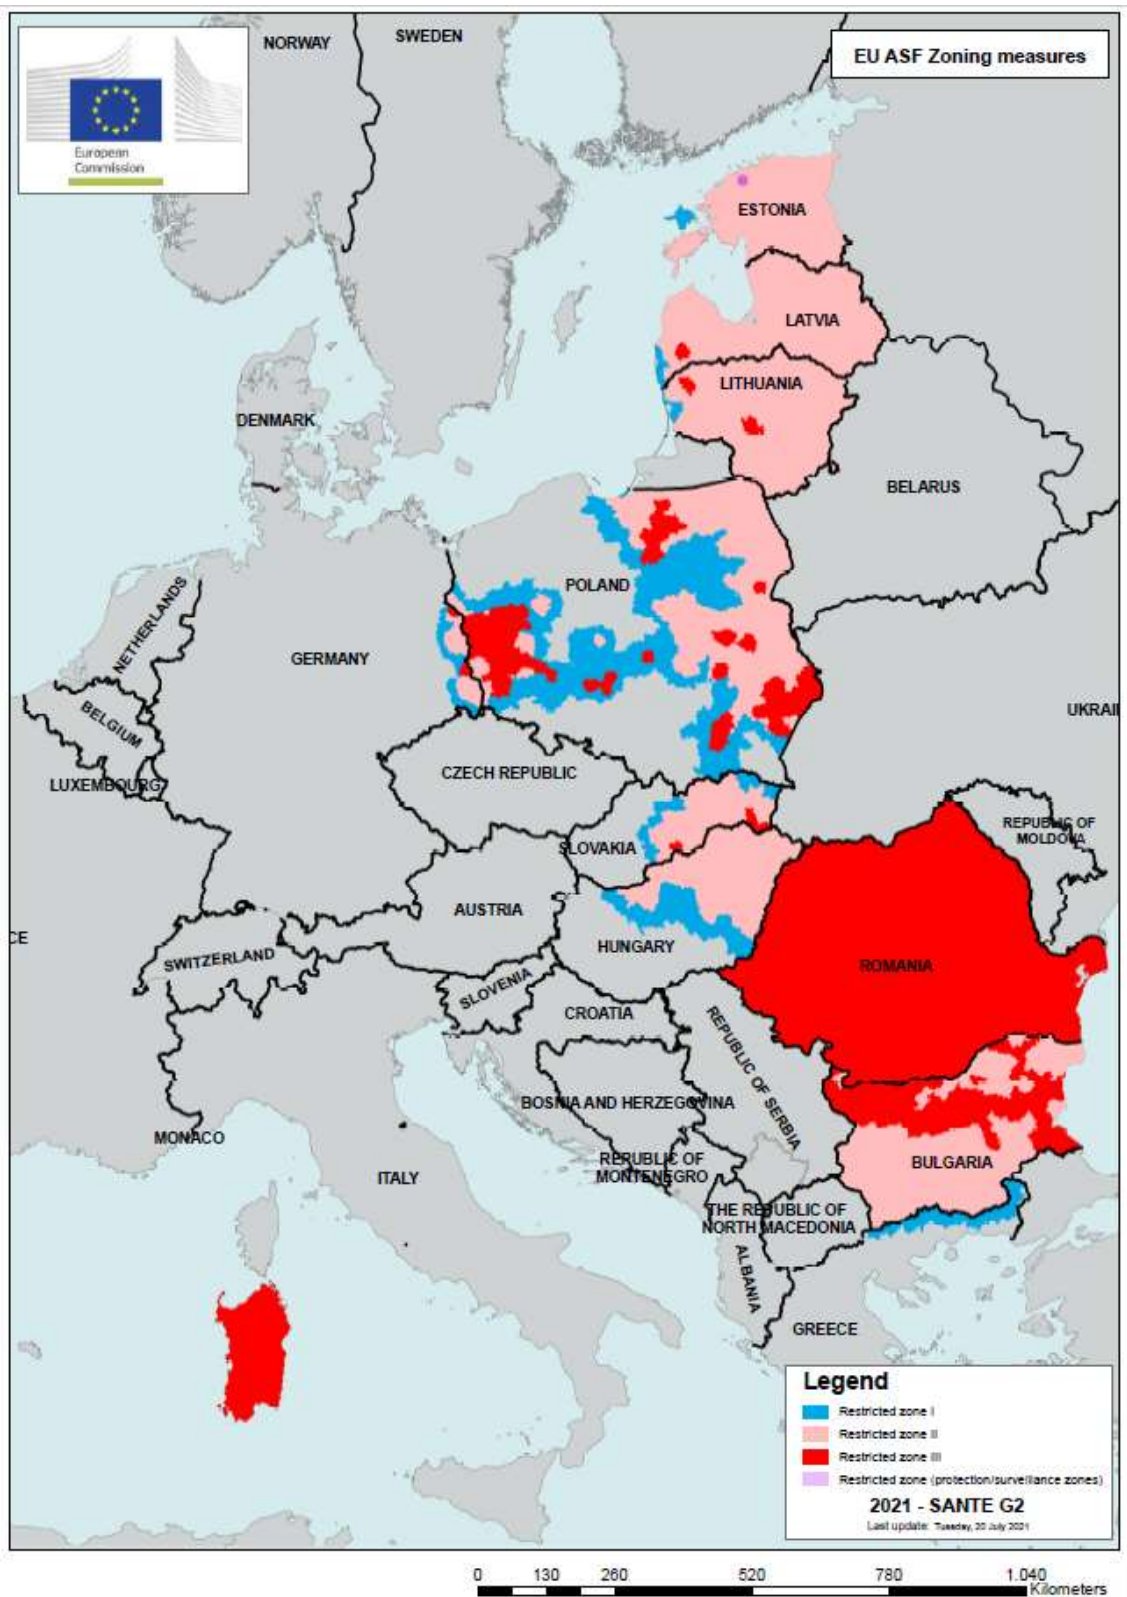 NORWAY
SWEDEN
EU ASF Zoning measures
European
Commission
ESTONIA
LATVIA
LITHUANIA
DENMARK
BELARUS
POLAND
NETHERLANDS
GERMANY
BELGIUM
UKRAI
LUXEMBOURG
CZECH REPUBLIC
REPUBLIC OF
MOLDOVA
SLOVAKIA
AUSTRIA
CE
HUNGARY
SWITZERLAND
ROMANIA
SLOVENIA
CROATIA
REPUBLIC OF SERBIA
BOSNIA AND HERZEGOVINA
MONACO
ITALY
REPUBLIC OF
MONTENEGRO
BULGARIA
THE REPUBLIC OF
NORTH MACEDONIA
ALBANIA
GREECE
Legend
Restricted zone I
Restricted zone II
Restricted zone III
Restricted zone (protection/surveillance zones)
2021 - SANTE G2
Last update: Tuesday, 20 July 2021
0 130 260 520 780 1.040
Kilometers